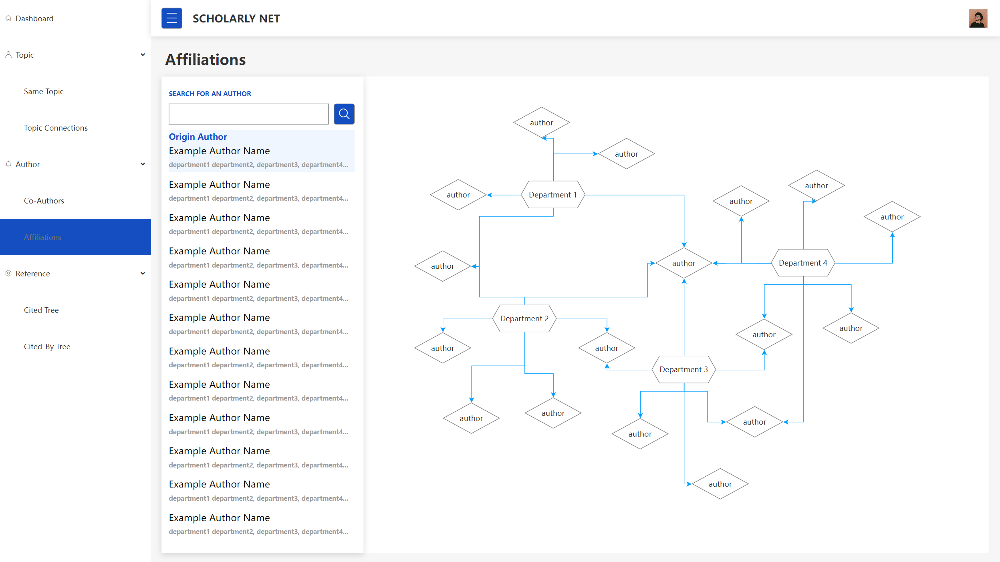 Dashboard
Topic
Same Topic
Topic Connections
Author
Co-Authors
Affiliations
Reference
Cited Tree
Cited-By Tree
SCHOLARLY NET
Affiliations
SEARCH FOR AN AUTHOR
Origin Author
Example Author Name
department1 department2, department3, department4...
Example Author Name
department1 department2, department3, department4...
Example Author Name
department1 department2, department3, department4...
Example Author Name
department1 department2, department3, department4...
Example Author Name
department1 department2, department3, department4...
Example Author Name
department1 department2, department3, department4...
Example Author Name
department1 department2, department3, department4...
Example Author Name
department1 department2, department3, department4...
Example Author Name
department1 department2, department3, department4...
Example Author Name
department1 department2, department3, department4...
Example Author Name
department1 department2, department3, department4...
Example Author Name
department1 department2, department3, department4...
author
author
author
author
Department 1
author
author
author
Department 4
author
author
Department 2
author
author
author
author
Department 3
author
author
author
author
author